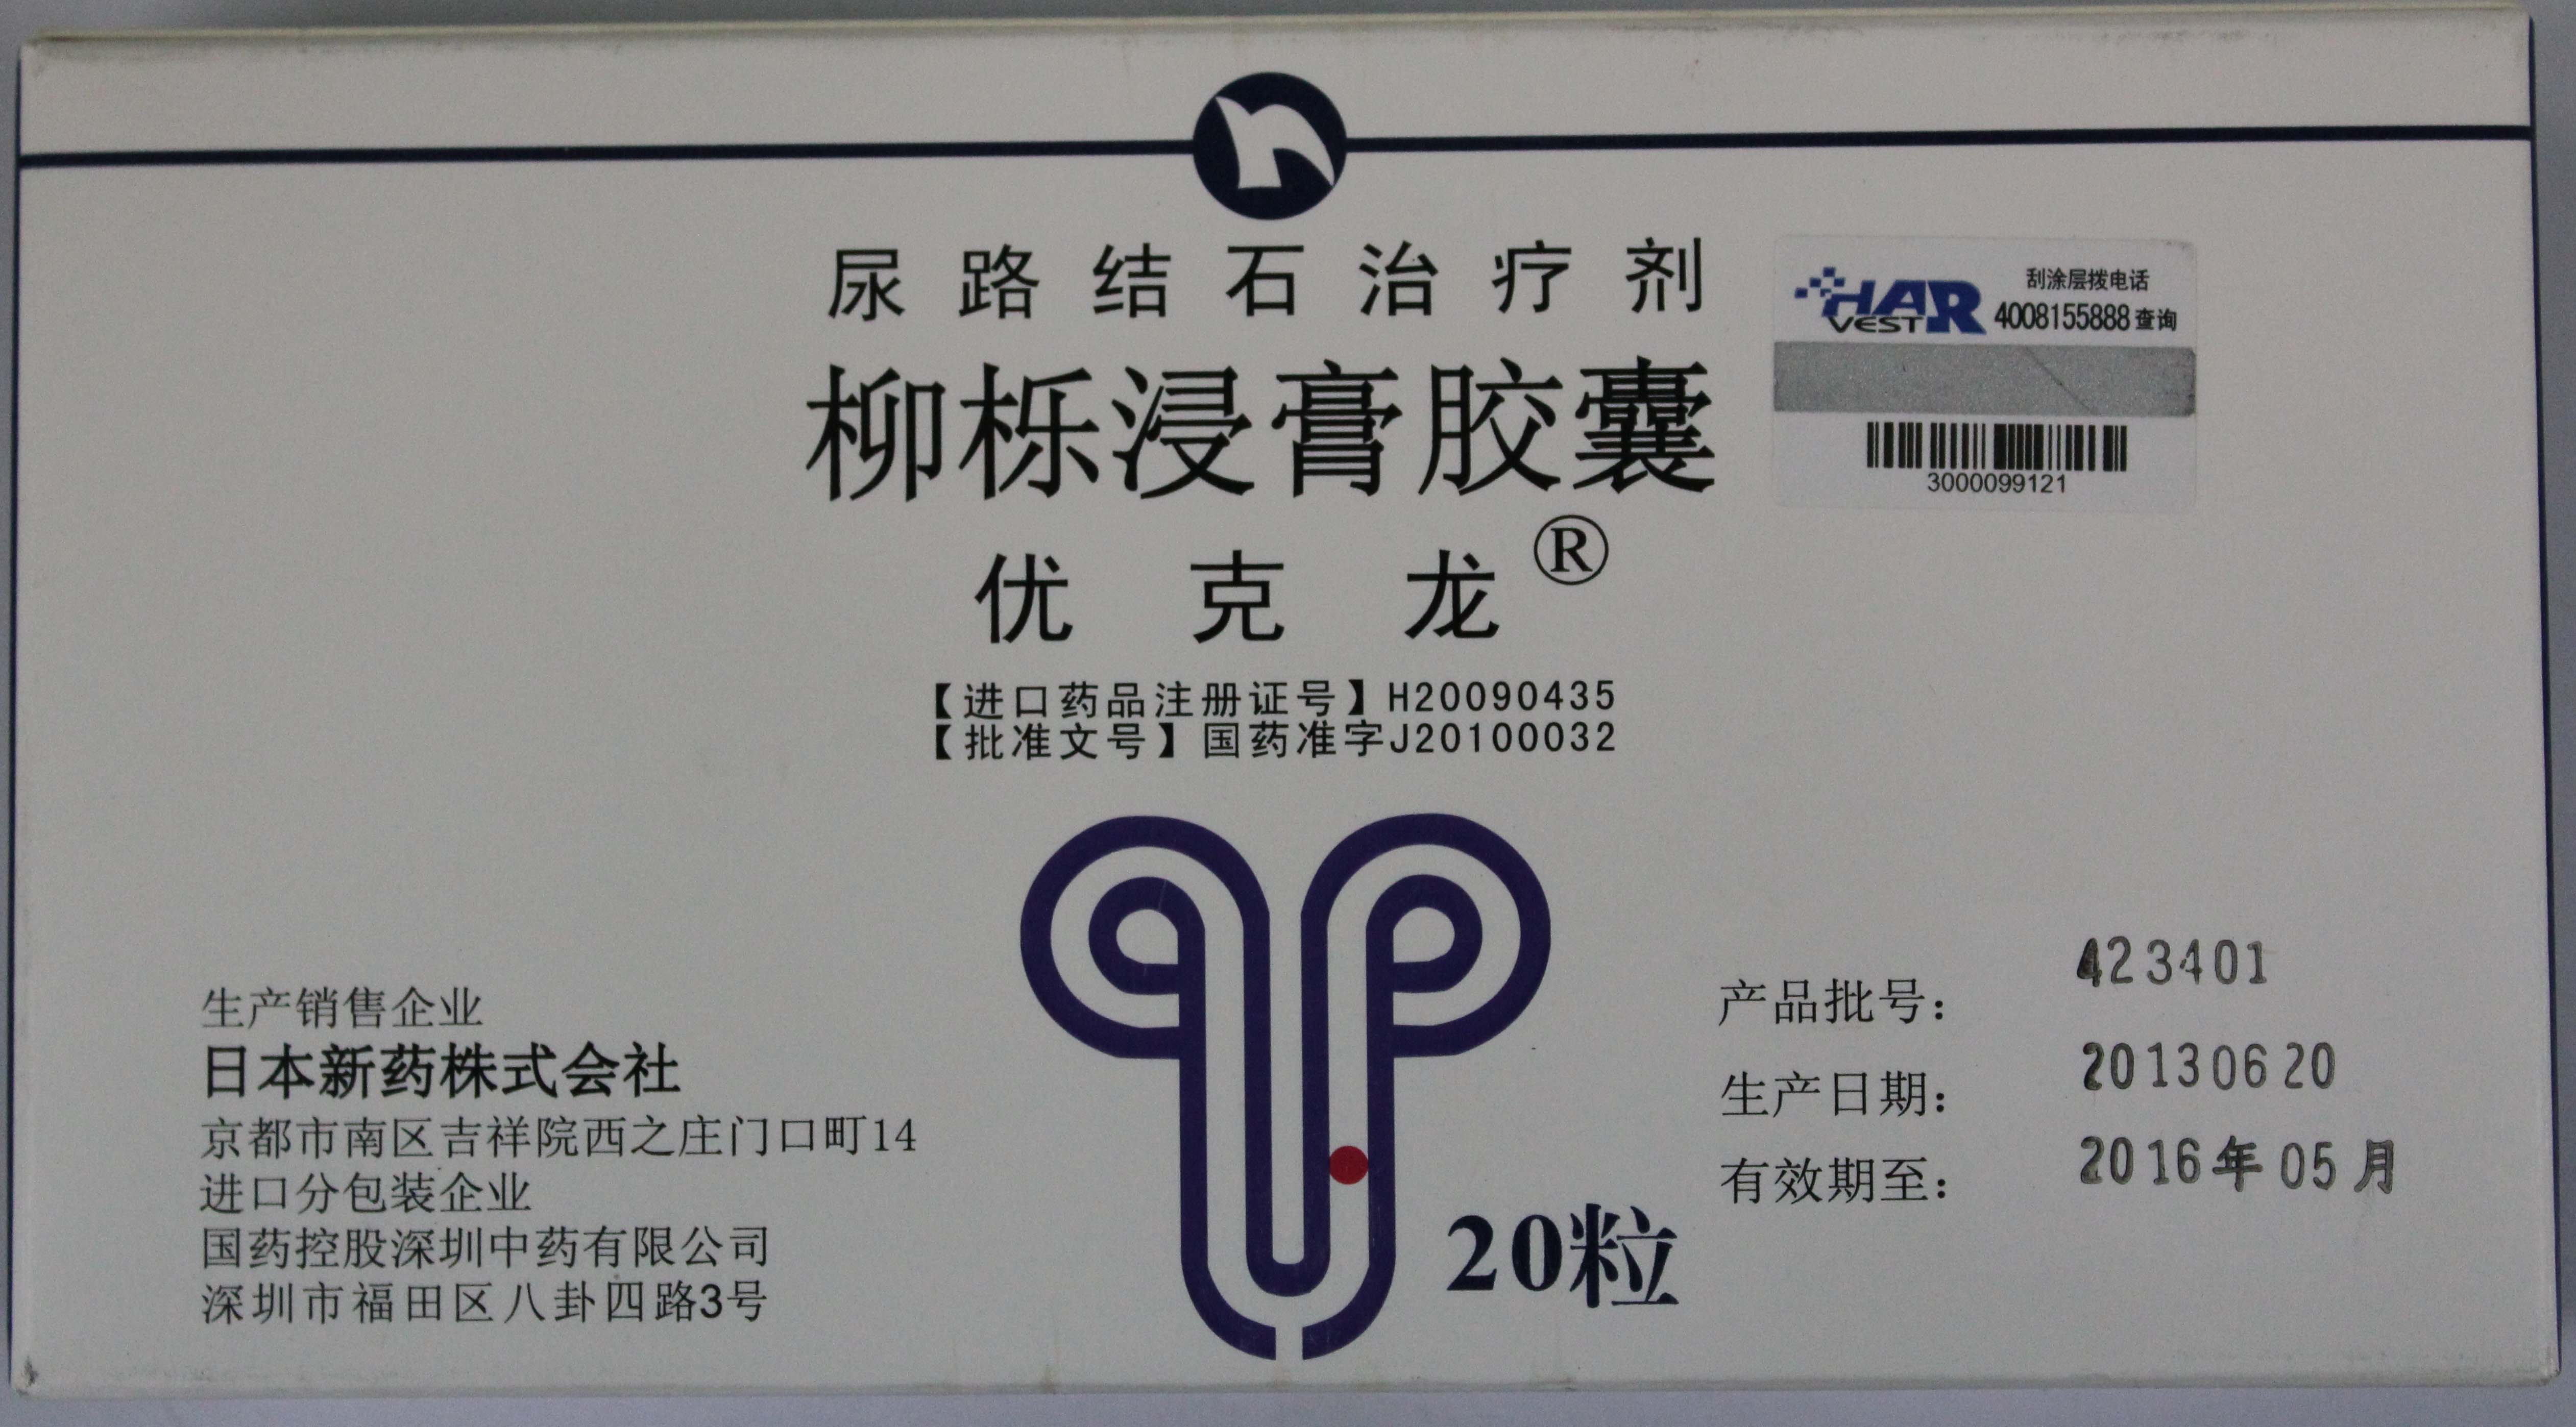 尿路结石治疗剂
HARVEST
刮涂层拨电话
4008155888查询
3000099121
柳栎浸膏胶囊
优克龙®
【进口药品注册证号】H20090435
【批准文号】国药准字J20100032
生产销售企业
日本新药株式会社
京都市南区吉祥院西之庄门口町14
进口分包装企业
国药控股深圳中药有限公司
深圳市福田区八卦四路3号
20粒
产品批号：423401
生产日期：20130620
有效期至：2016年05月